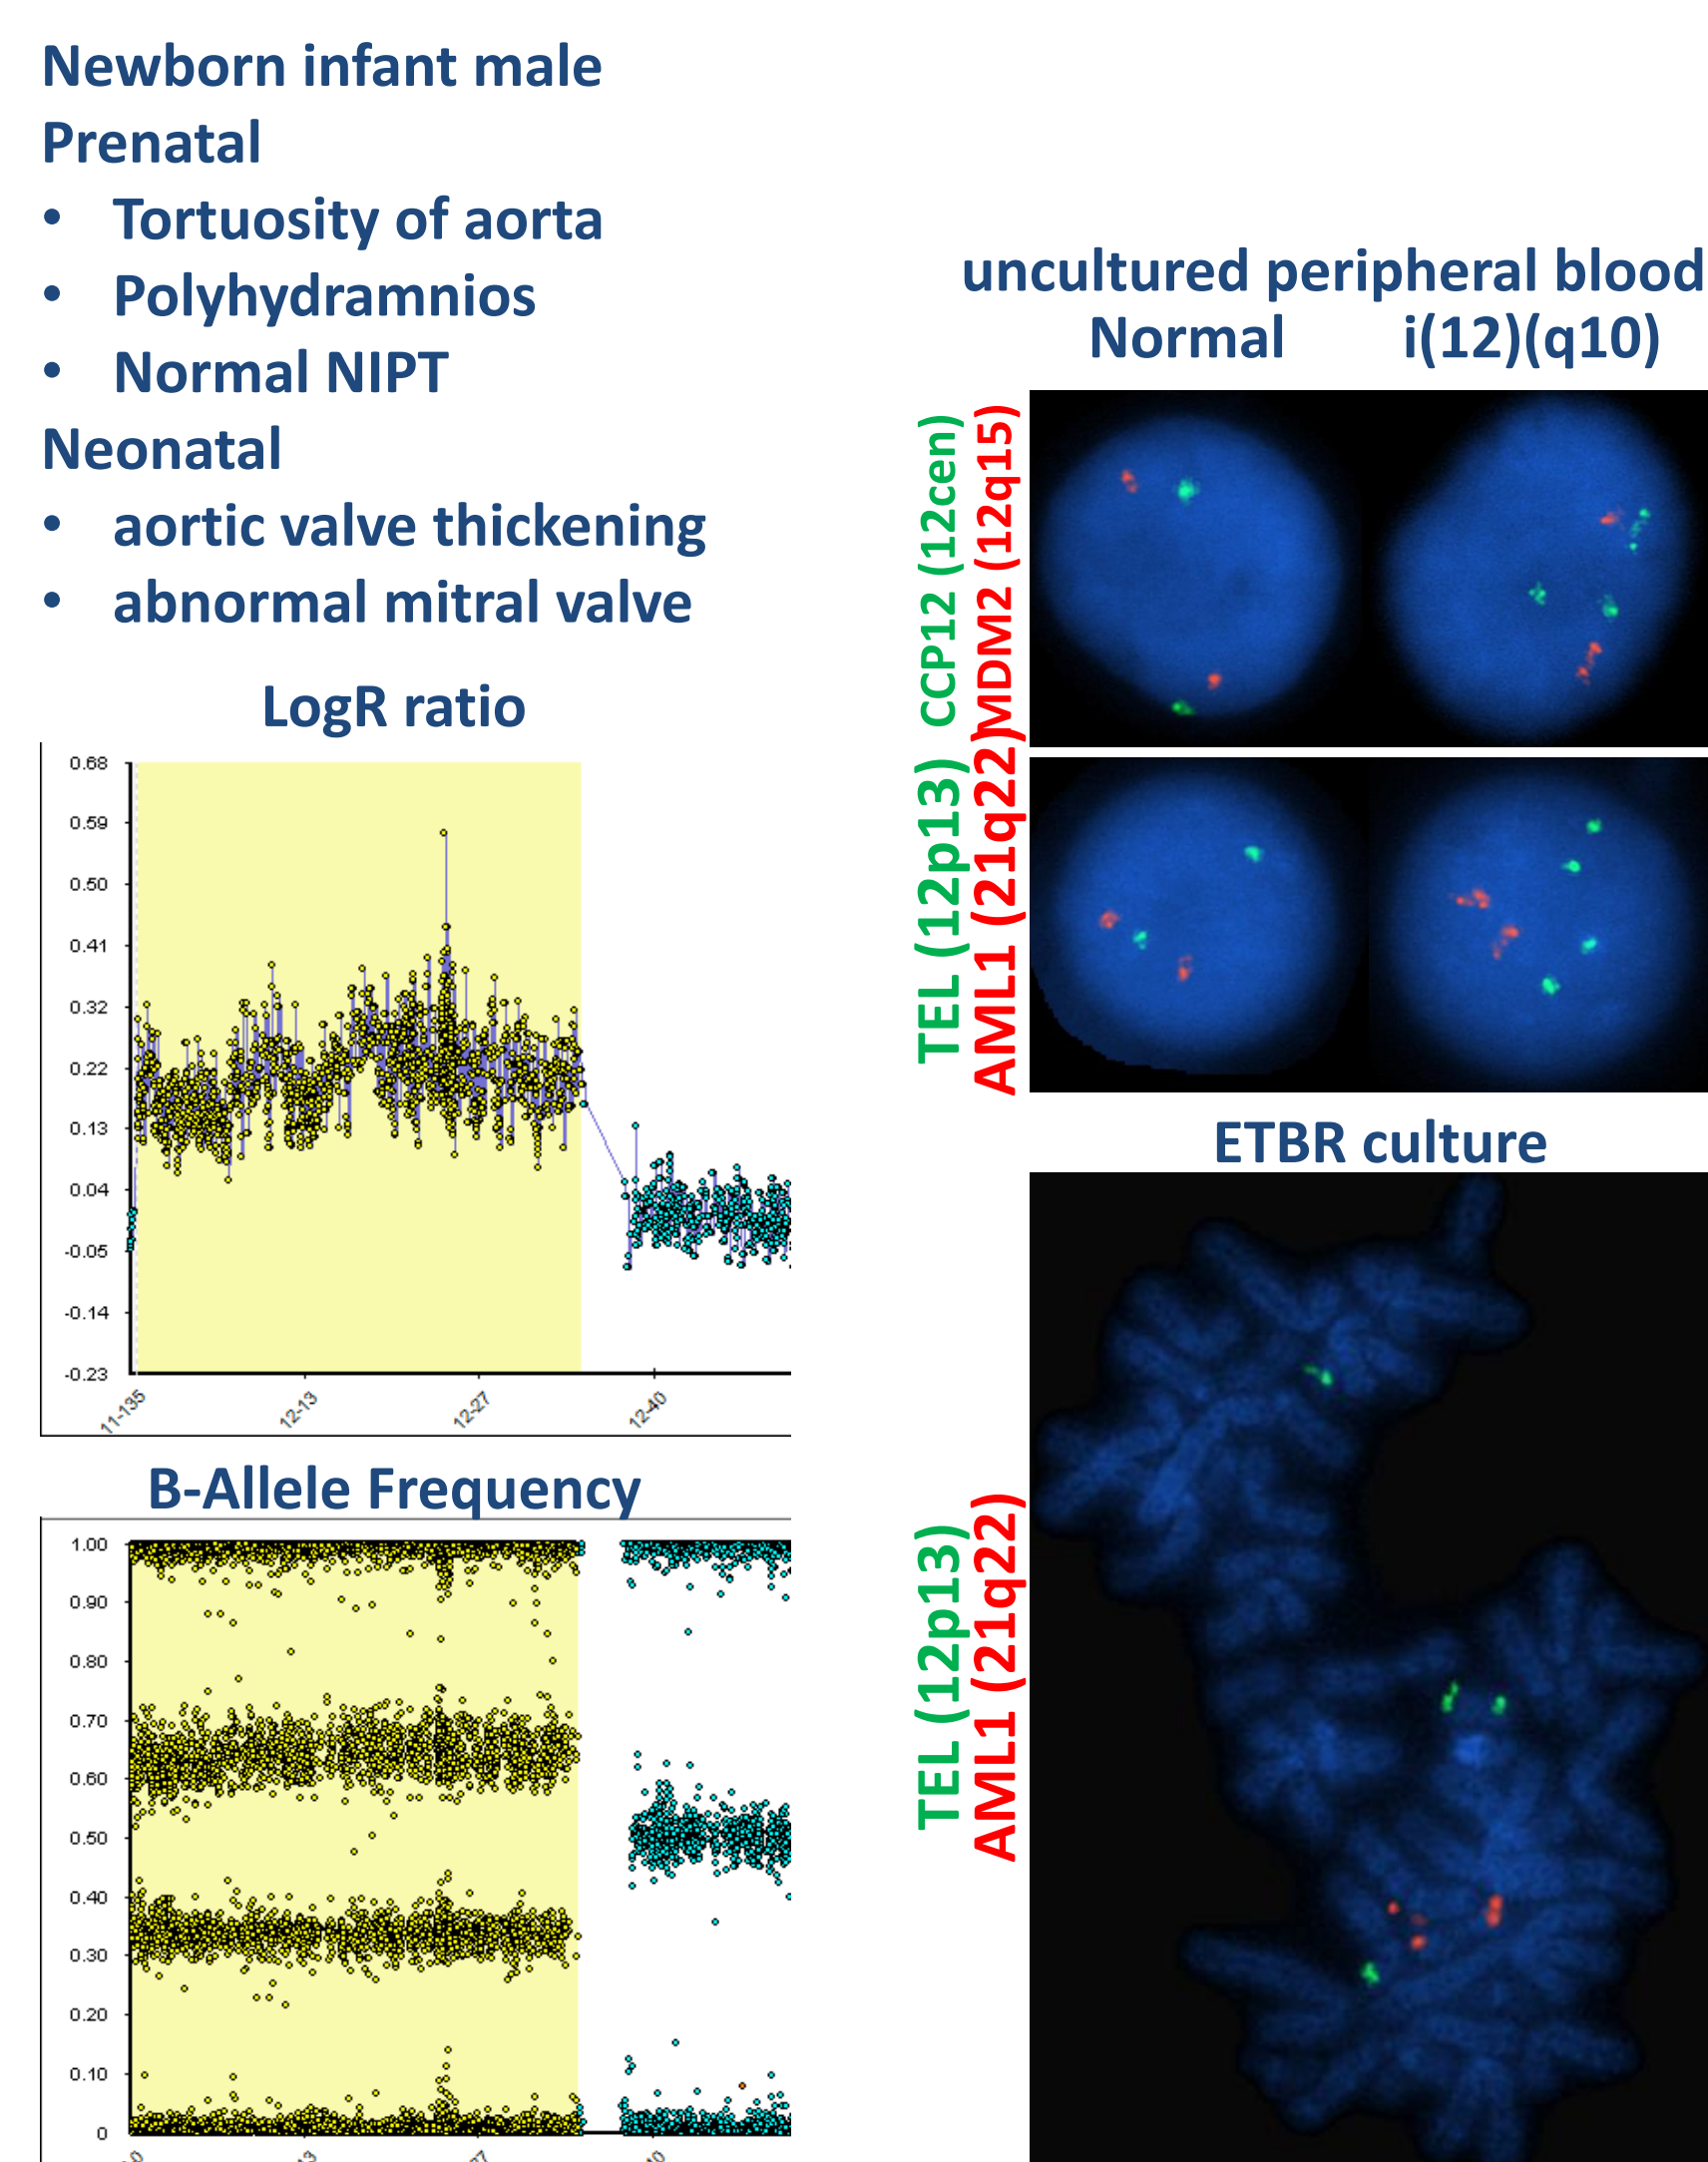 Newborn infant male
Prenatal
• Tortuosity of aorta
• Polyhydramnios
• Normal NIPT
Neonatal
• aortic valve thickening
• abnormal mitral valve
LogR ratio
0.68
0.59
0.50
0.41
0.32
0.22
0.13
0.04
-0.05
-0.14
-0.23
11-135
12-13
12-27
12-40
B-Allele Frequency
1.00
0.90
0.80
0.70
0.60
0.50
0.40
0.30
0.20
0.10
0
uncultured peripheral blood
Normal i(12)(q10)
CCP12 (12cen)
MDM2 (12q15)
TEL (12p13)
AML1 (21q22)
ETBR culture
TEL (12p13)
AML1 (21q22)